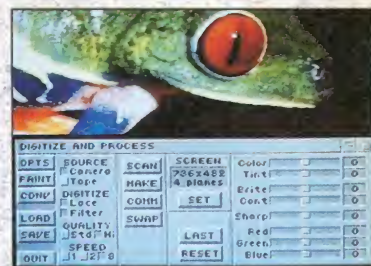 DIGITIZE AND PROCESS
OPTS SOURCE SCAN SCREEN Color 0
Camera 736x482 Tint 0
PAINT Tape MAKE 4 planes Brite 0
CONV DIGITIZE Cont 0
Lace COMM SET
LOAD Filter Sharp 0
SAVE QUALITY SWAP Red 0
Std Hi LAST Green 0
QUIT SPEED RESET Blue 0
1 2 8